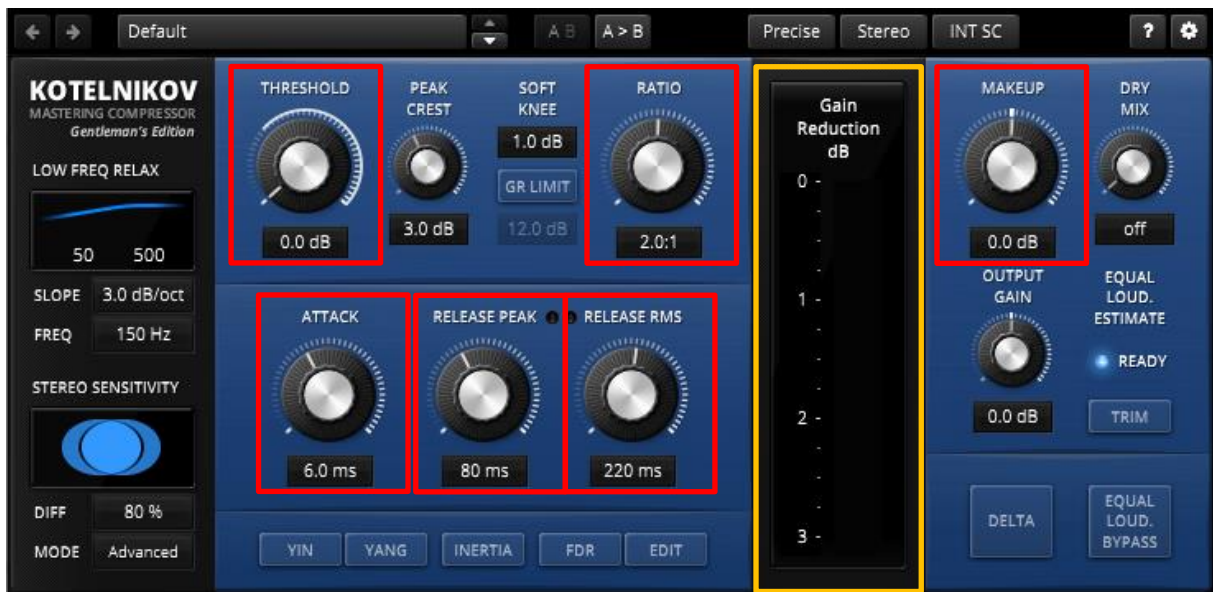 Default
A B
A > B
Precise
Stereo
INT SC
?
KOTELNIKOV
MASTERING COMPRESSOR
Gentleman's Edition
LOW FREQ RELAX
50 500
SLOPE 3.0 dB/oct
FREQ 150 Hz
STEREO SENSITIVITY
DIFF 80 %
MODE Advanced
THRESHOLD
0.0 dB
PEAK
CREST
3.0 dB
SOFT
KNEE
1.0 dB
GR LIMIT
12.0 dB
RATIO
2.0:1
ATTACK
6.0 ms
RELEASE PEAK
80 ms
RELEASE RMS
220 ms
YIN
YANG
INERTIA
FDR
EDIT
Gain
Reduction
dB
0 -
1 -
2 -
3 -
MAKEUP
0.0 dB
DRY
MIX
off
OUTPUT
GAIN
0.0 dB
EQUAL
LOUD.
ESTIMATE
READY
TRIM
DELTA
EQUAL
LOUD.
BYPASS